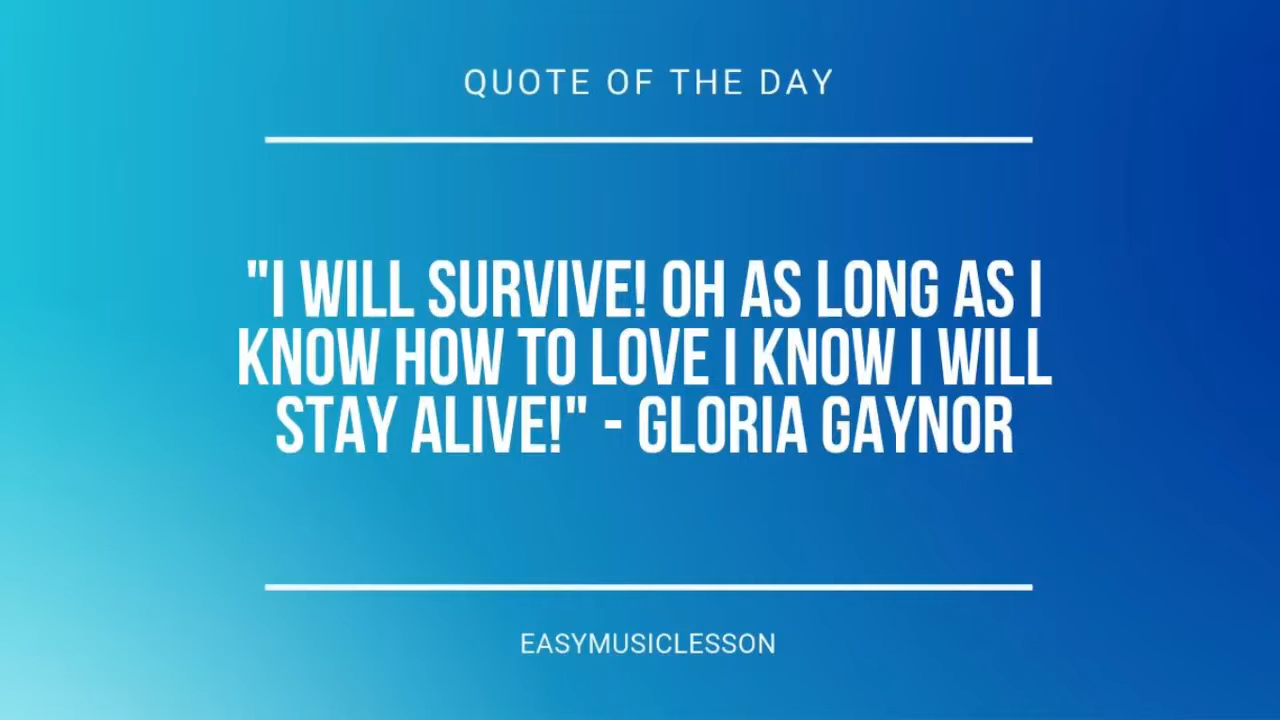 QUOTE OF THE DAY
"I WILL SURVIVE! OH AS LONG AS I
KNOW HOW TO LOVE I KNOW I WILL
STAY ALIVE!" - GLORIA GAYNOR
EASYMUSICLESSON